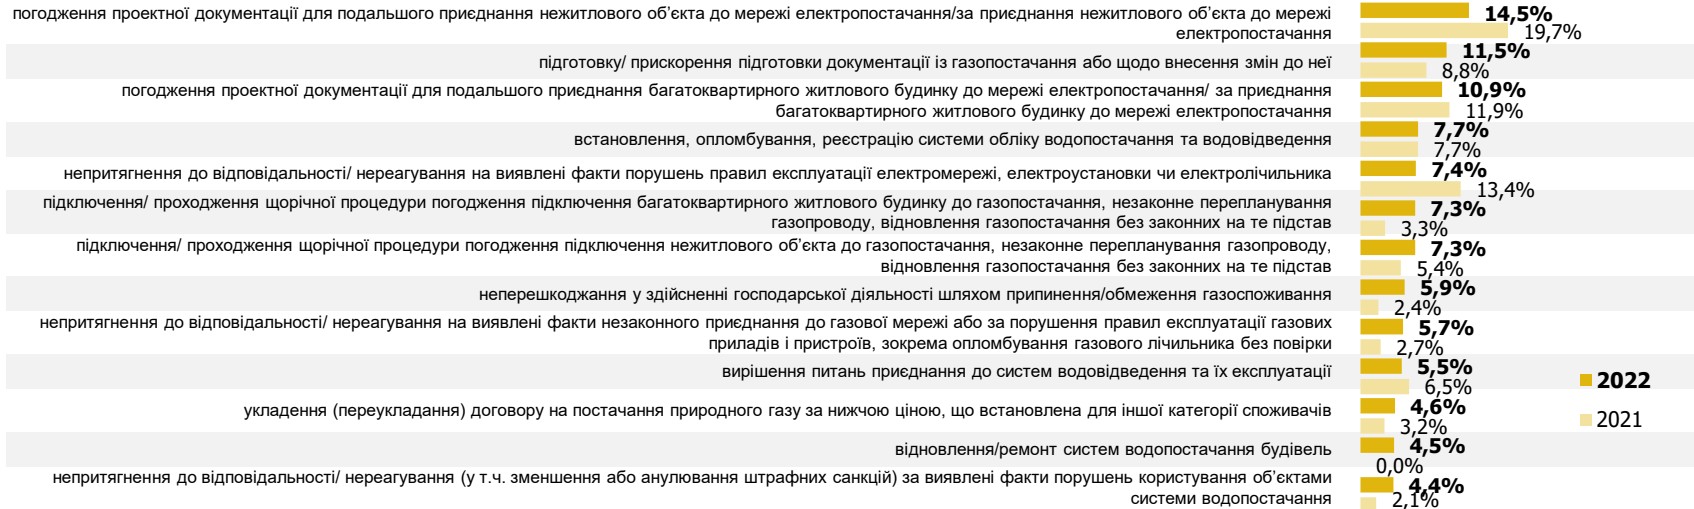 погодження проектної документації для подальшого приєднання нежитлового об’єкта до мережі електропостачання/за приєднання нежитлового об’єкта до мережі
електропостачання
14,5%
19,7%
підготовку/ прискорення підготовки документації із газопостачання або щодо внесення змін до неї
11,5%
8,8%
погодження проектної документації для подальшого приєднання багатоквартирного житлового будинку до мережі електропостачання/ за приєднання
багатоквартирного житлового будинку до мережі електропостачання
10,9%
11,9%
встановлення, опломбування, реєстрацію системи обліку водопостачання та водовідведення
7,7%
7,7%
непритягнення до відповідальності/ нереагування на виявлені факти порушень правил експлуатації електромережі, електроустановки чи електролічильника
7,4%
13,4%
підключення/ проходження щорічної процедури погодження підключення багатоквартирного житлового будинку до газопостачання, незаконне перепланування
газопроводу, відновлення газопостачання без законних на те підстав
7,3%
3,3%
підключення/ проходження щорічної процедури погодження підключення нежитлового об’єкта до газопостачання, незаконне перепланування газопроводу,
відновлення газопостачання без законних на те підстав
7,3%
5,4%
неперешкоджання у здійсненні господарської діяльності шляхом припинення/обмеження газоспоживання
5,9%
2,4%
непритягнення до відповідальності/ нереагування на виявлені факти незаконного приєднання до газової мережі або за порушення правил експлуатації газових
приладів і пристроїв, зокрема опломбування газового лічильника без повірки
5,7%
2,7%
вирішення питань приєднання до систем водовідведення та їх експлуатації
5,5%
6,5%
укладення (переукладання) договору на постачання природного газу за нижчою ціною, що встановлена для іншої категорії споживачів
4,6%
3,2%
відновлення/ремонт систем водопостачання будівель
4,5%
0,0%
непритягнення до відповідальності/ нереагування (у т.ч. зменшення або анулювання штрафних санкцій) за виявлені факти порушень користування об’єктами
системи водопостачання
4,4%
2,1%
2022
2021